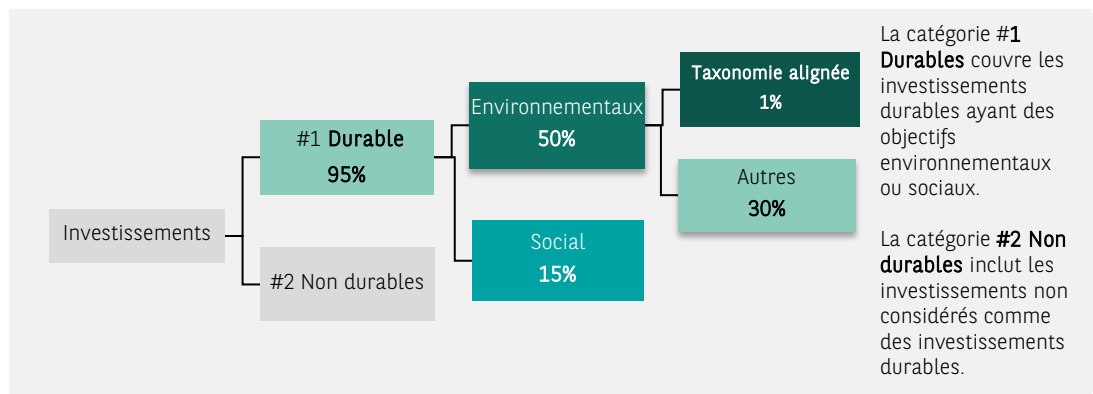 Investissements
#1 Durable
95%
#2 Non durables
Environnementaux
50%
Social
15%
Taxonomie alignée
1%
Autres
30%
La catégorie #1
Durables couvre les
investissements
durables ayant des
objectifs
environnementaux
ou sociaux.
La catégorie #2 Non
durables inclut les
investissements non
considérés comme
des investissements
durables.